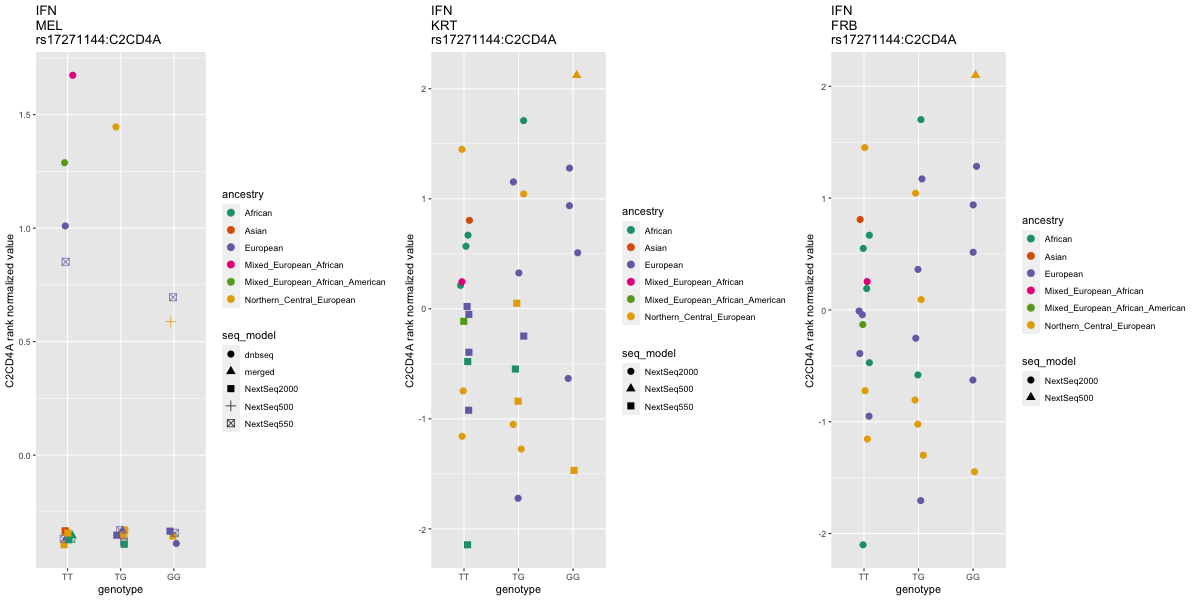 IFN
MEL
rs17271144:C2CD4A
C2CD4A rank normalized value
1.5
1.0
0.5
0.0
TT
TG
GG
genotype
ancestry
African
Asian
European
Mixed_European_African
Mixed_European_African_American
Northern_Central_European
seq_model
dnbseq
merged
NextSeq2000
NextSeq500
NextSeq550
IFN
KRT
rs17271144:C2CD4A
C2CD4A rank normalized value
2
1
0
-1
-2
TT
TG
GG
genotype
ancestry
African
Asian
European
Mixed_European_African
Mixed_European_African_American
Northern_Central_European
seq_model
NextSeq2000
NextSeq500
NextSeq550
IFN
FRB
rs17271144:C2CD4A
C2CD4A rank normalized value
2
1
0
-1
-2
TT
TG
GG
genotype
ancestry
African
Asian
European
Mixed_European_African
Mixed_European_African_American
Northern_Central_European
seq_model
NextSeq2000
NextSeq500